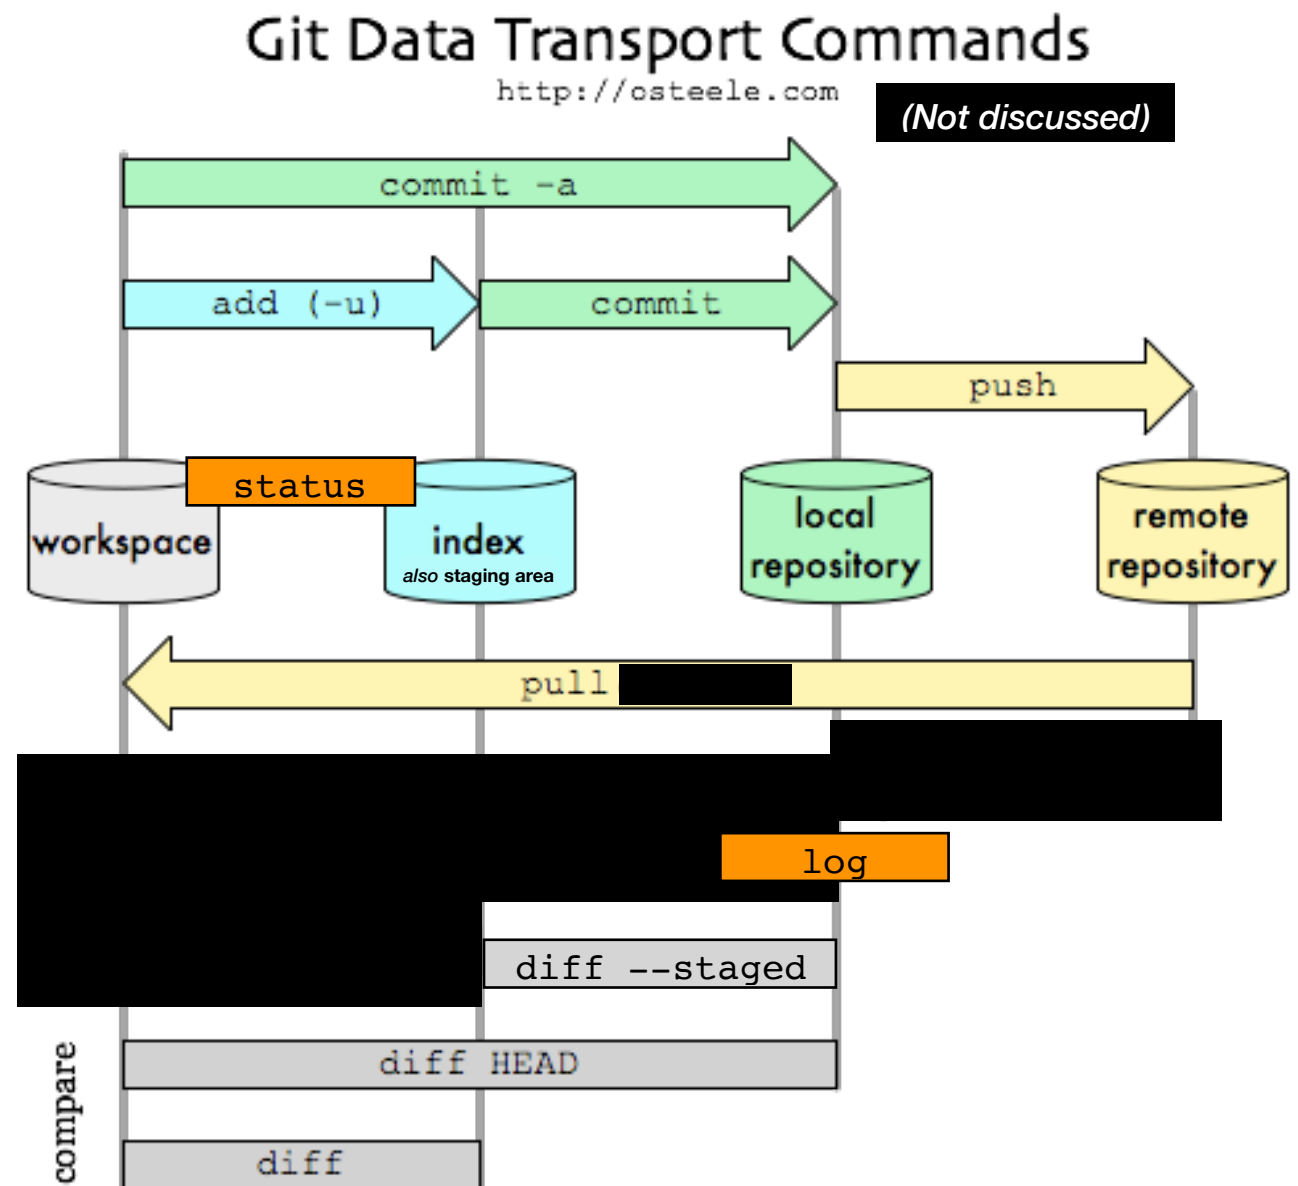 Git Data Transport Commands
http://osteele.com
(Not discussed)
commit -a
add (-u)
commit
push
status
workspace
index
also staging area
local
repository
remote
repository
pull
log
diff --staged
compare
diff HEAD
diff